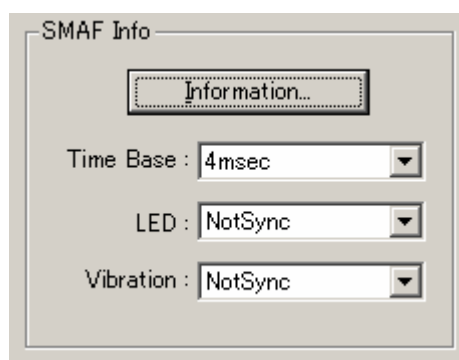 SMAF Info
Information...
Time Base : 4msec
LED : NotSync
Vibration : NotSync